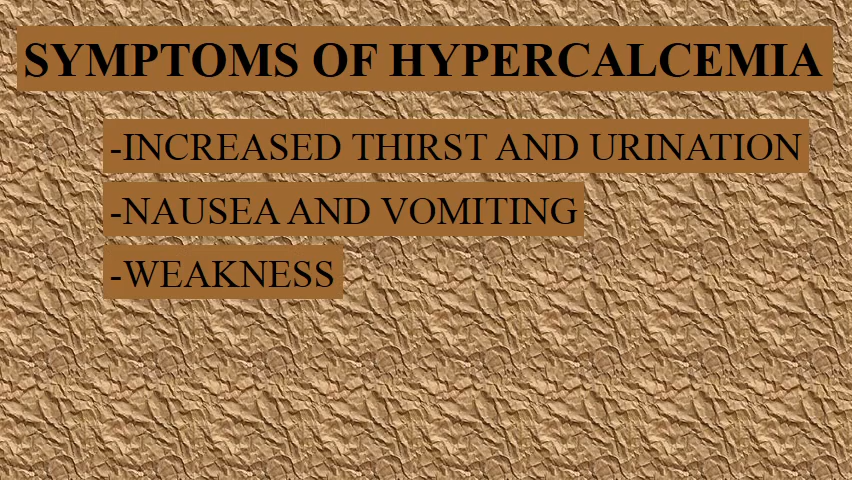 SYMPTOMS OF HYPERCALCEMIA
-INCREASED THIRST AND URINATION
-NAUSEA AND VOMITING
-WEAKNESS